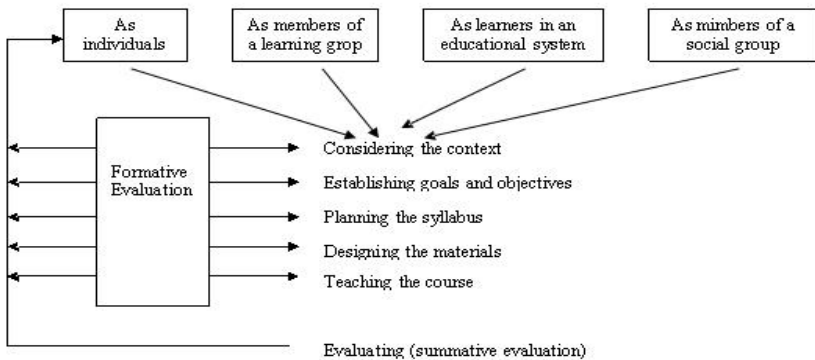 As
individuals
As members of
a learning grop
As learners in an
educational system
As mimbers of a
social group
Formative
Evaluation
Considering the context
Establishing goals and objectives
Planning the syllabus
Designing the materials
Teaching the course
Evaluating (summative evaluation)